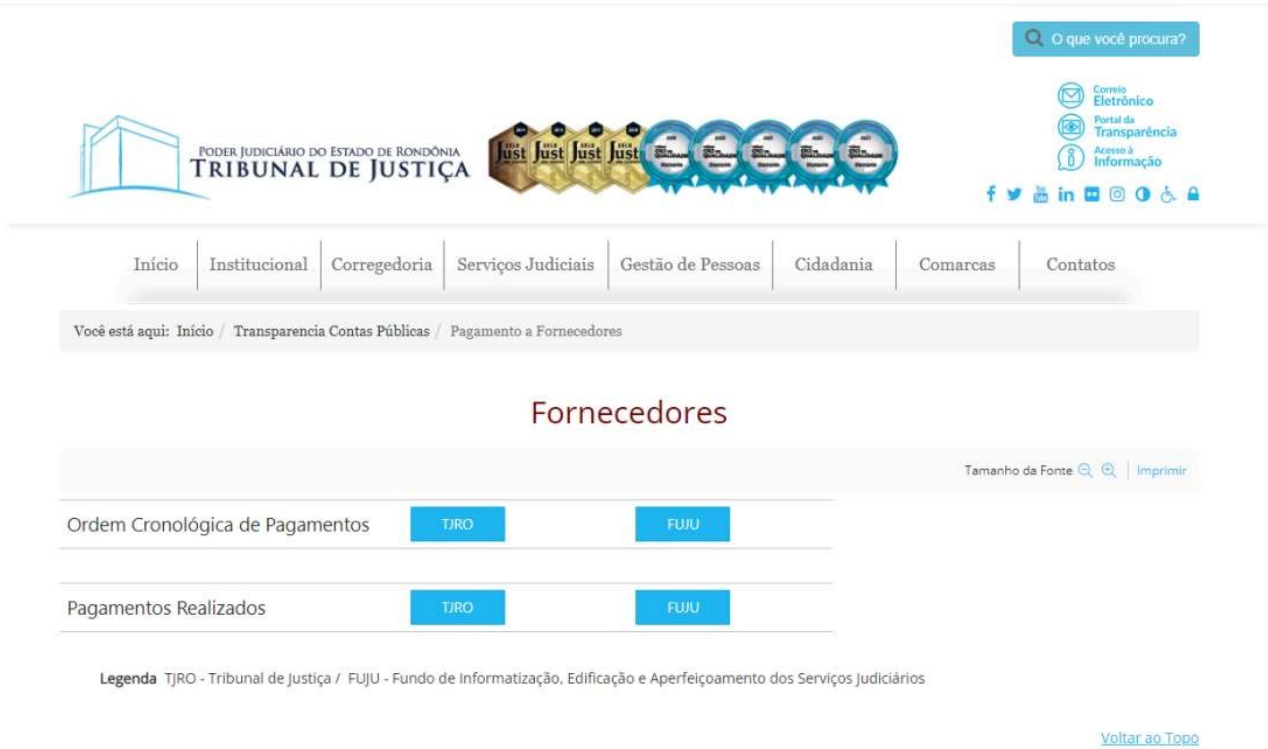 O que você procura?
Correio
Eletrônico
Portal da
Transparência
Acesso à
Informação
PODER JUDICIÁRIO DO ESTADO DE RONDÔNIA
TRIBUNAL DE JUSTIÇA
Just Just Just Just
Início Institucional Corregedoria Serviços Judiciais Gestão de Pessoas Cidadania Comarcas Contatos
Você está aqui: Início / Transparencia Contas Públicas / Pagamento a Fornecedores
Fornecedores
Tamanho da Fonte Imprimir
Ordem Cronológica de Pagamentos TJRO FUJU
Pagamentos Realizados TJRO FUJU
Legenda TJRO - Tribunal de Justiça / FUJU - Fundo de Informatização, Edificação e Aperfeiçoamento dos Serviços Judiciários
Voltar ao Topo